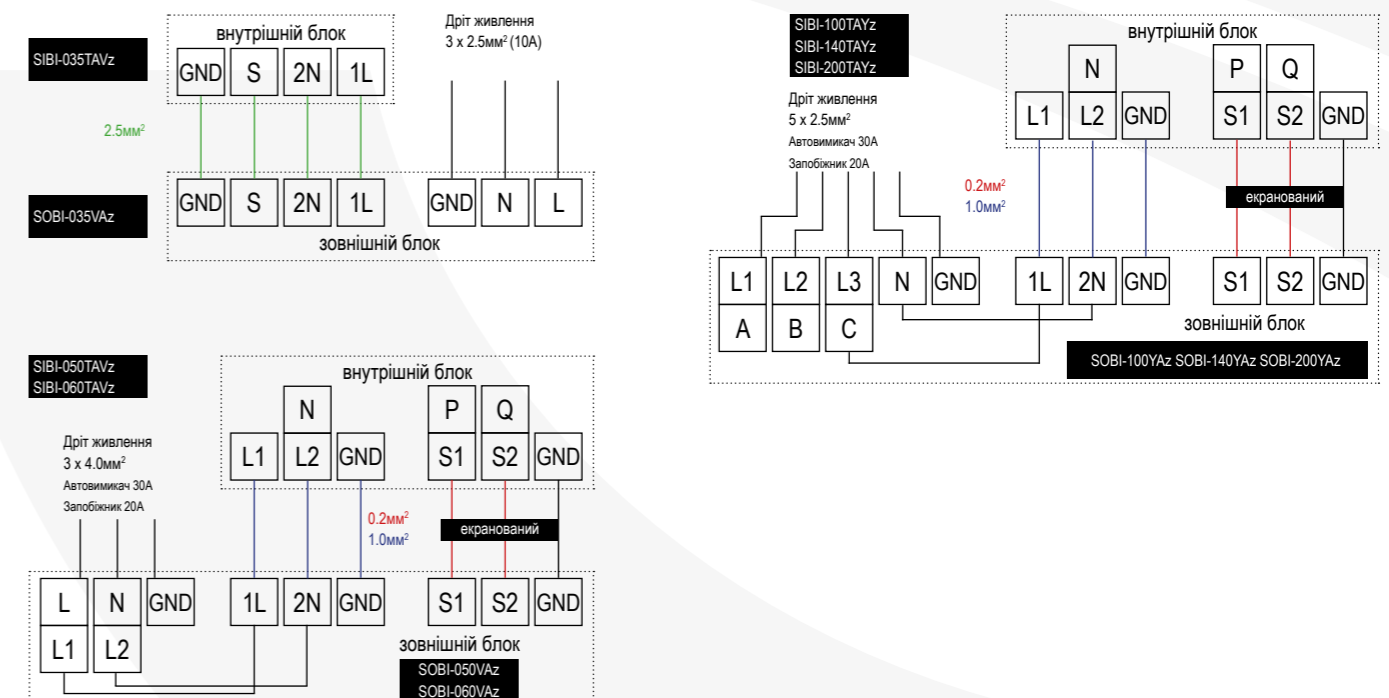 SIBI-035TAVz
внутрішній блок
GND S 2N 1L
Дріт живлення
3 x 2.5мм² (10A)
2.5мм²
SOBI-035VAz
GND S 2N 1L GND N L
зовнішній блок
SIBI-050TAVz
SIBI-060TAVz
внутрішній блок
N P Q
L1 L2 GND S1 S2 GND
Дріт живлення
3 x 4.0мм²
Автовимикач 30A
Запобіжник 20A
0.2мм²
1.0мм²
екранований
L N GND 1L 2N GND S1 S2 GND
L1 L2
зовнішній блок
SOBI-050VAz
SOBI-060VAz
SIBI-100TAYz
SIBI-140TAYz
SIBI-200TAYz
внутрішній блок
N P Q
L1 L2 GND S1 S2 GND
Дріт живлення
5 x 2.5мм²
Автовимикач 30A
Запобіжник 20A
0.2мм²
1.0мм²
екранований
L1 L2 L3 N GND 1L 2N GND S1 S2 GND
A B C
зовнішній блок
SOBI-100YAz SOBI-140YAz SOBI-200YAz